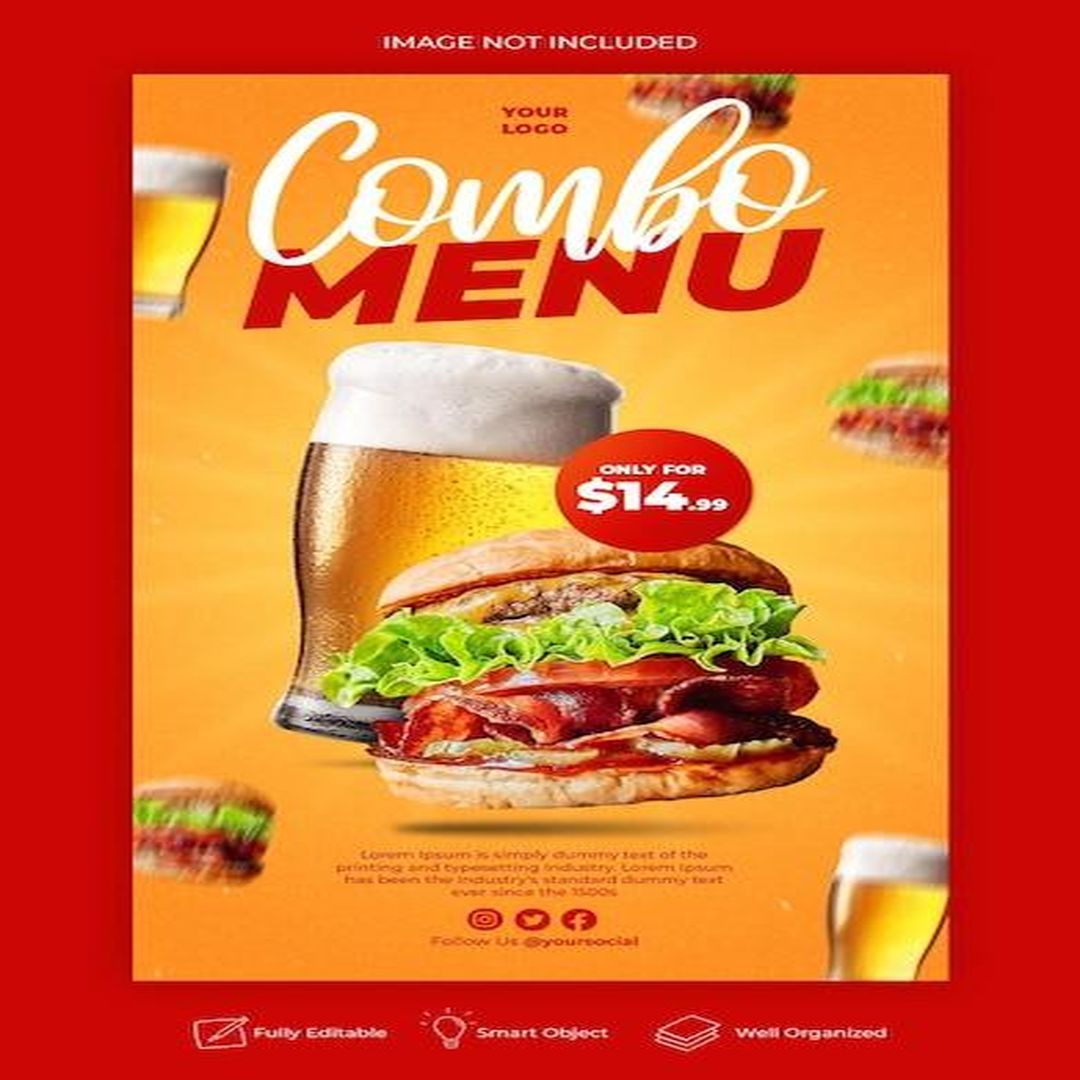 IMAGE NOT INCLUDED
YOUR
LOGO
Combo
MENU
ONLY FOR
$14.99
Lorem Ipsum is simply dummy text of the
printing and typesetting industry. Lorem Ipsum
has been the industry's standard dummy text
ever since the 1500s
Follow Us @yoursocial
Fully Editable
Smart Object
Well Organized